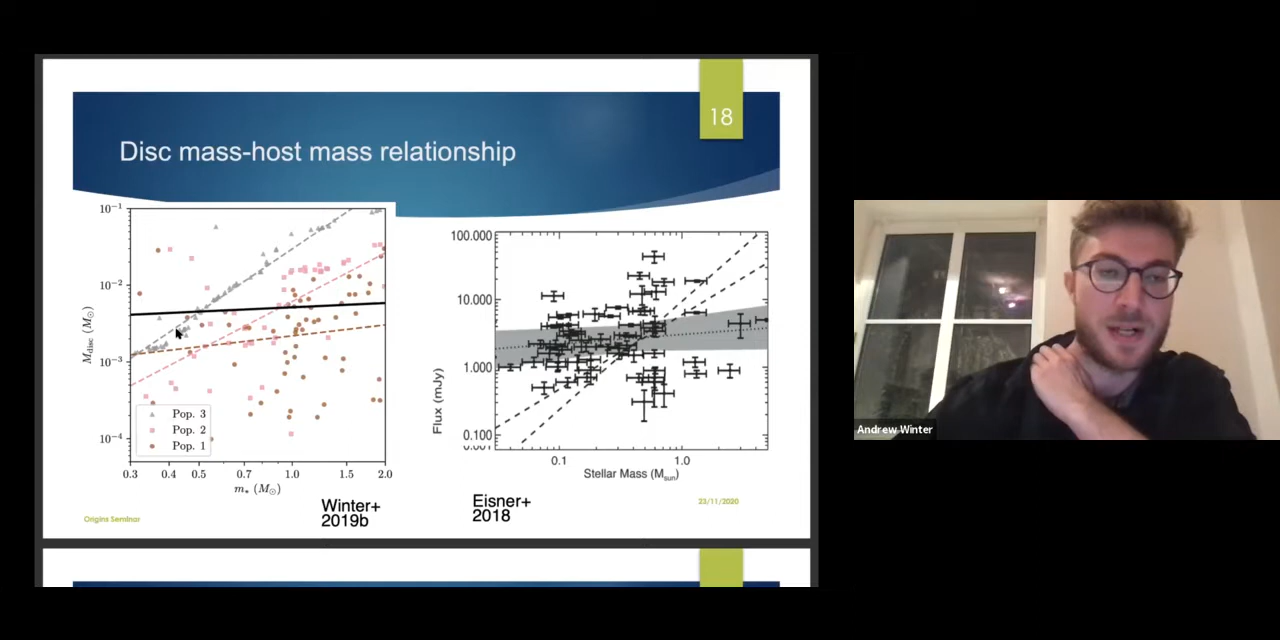 18
Disc mass-host mass relationship
10⁻¹
10⁻²
10⁻³
10⁻⁴
M_disc (M_⊙)
Pop. 3
Pop. 2
Pop. 1
0.3 0.4 0.5 0.7 1.0 1.5 2.0
m_* (M_⊙)
Winter+
2019b
100.000
10.000
1.000
0.100
Flux (mJy)
0.1 1.0
Stellar Mass (M_sun)
Eisner+
2018
Origins Seminar
23/11/2020
Andrew Winter